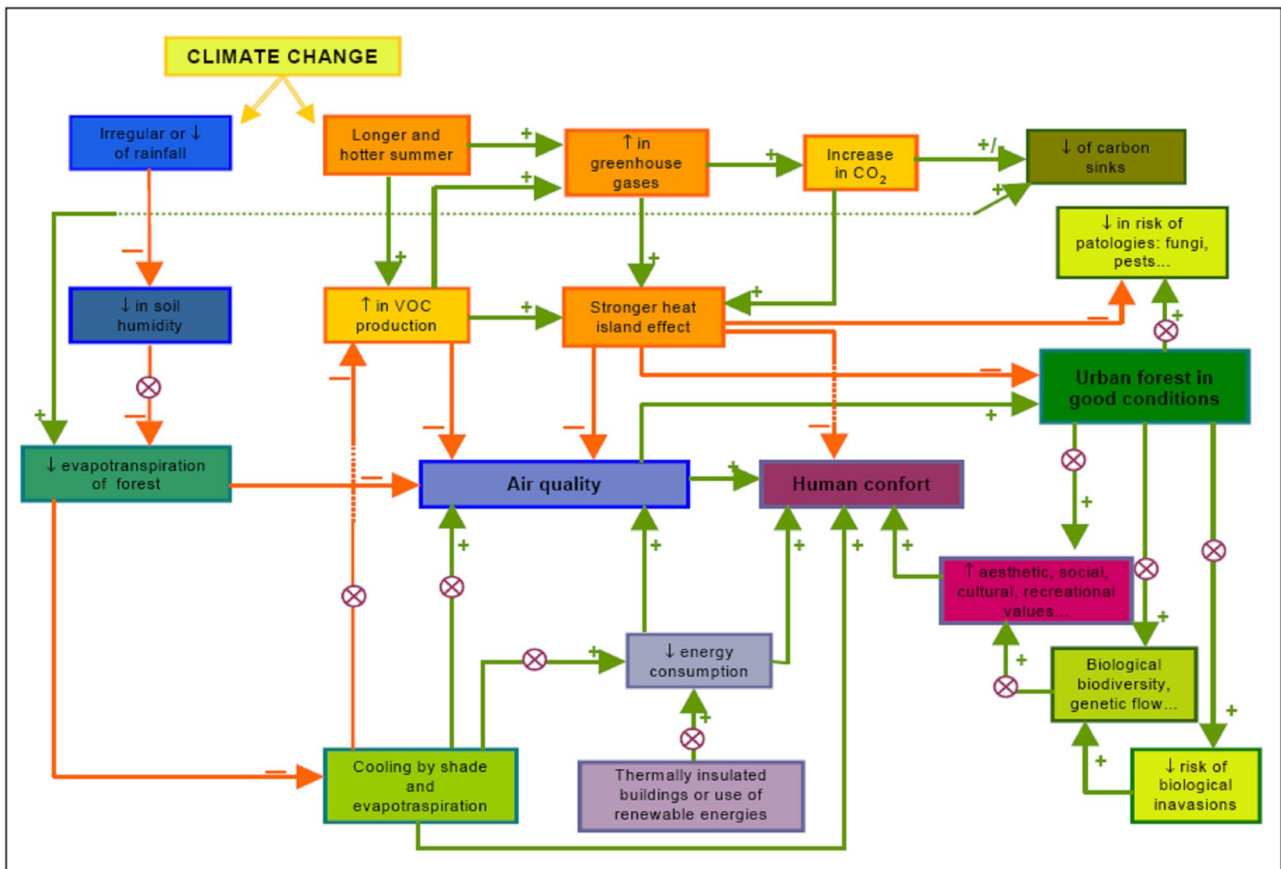 CLIMATE CHANGE
Irregular or ↓
of rainfall
Longer and
hotter summer
+
↑ in
greenhouse
gases
+
Increase
in CO₂
+/
↓ of carbon
sinks
+
+
+
—
+
+
↓ in risk of
patologies: fungi,
pests...
↓ in soil
humidity
↑ in VOC
production
+
Stronger heat
island effect
+
—
+
Urban forest in
good conditions
—
+
—
—
—
—
+
—
↓ evapotranspiration
of forest
—
Air quality
+
Human confort
+
+
+
+
+
+
↑ aesthetic, social,
cultural, recreational
values...
+
↓ energy
consumption
+
+
Biological
biodiversity,
genetic flow...
+
+
+
—
Cooling by shade
and
evapotraspiration
Thermally insulated
buildings or use of
renewable energies
↓ risk of
biological
inavasions